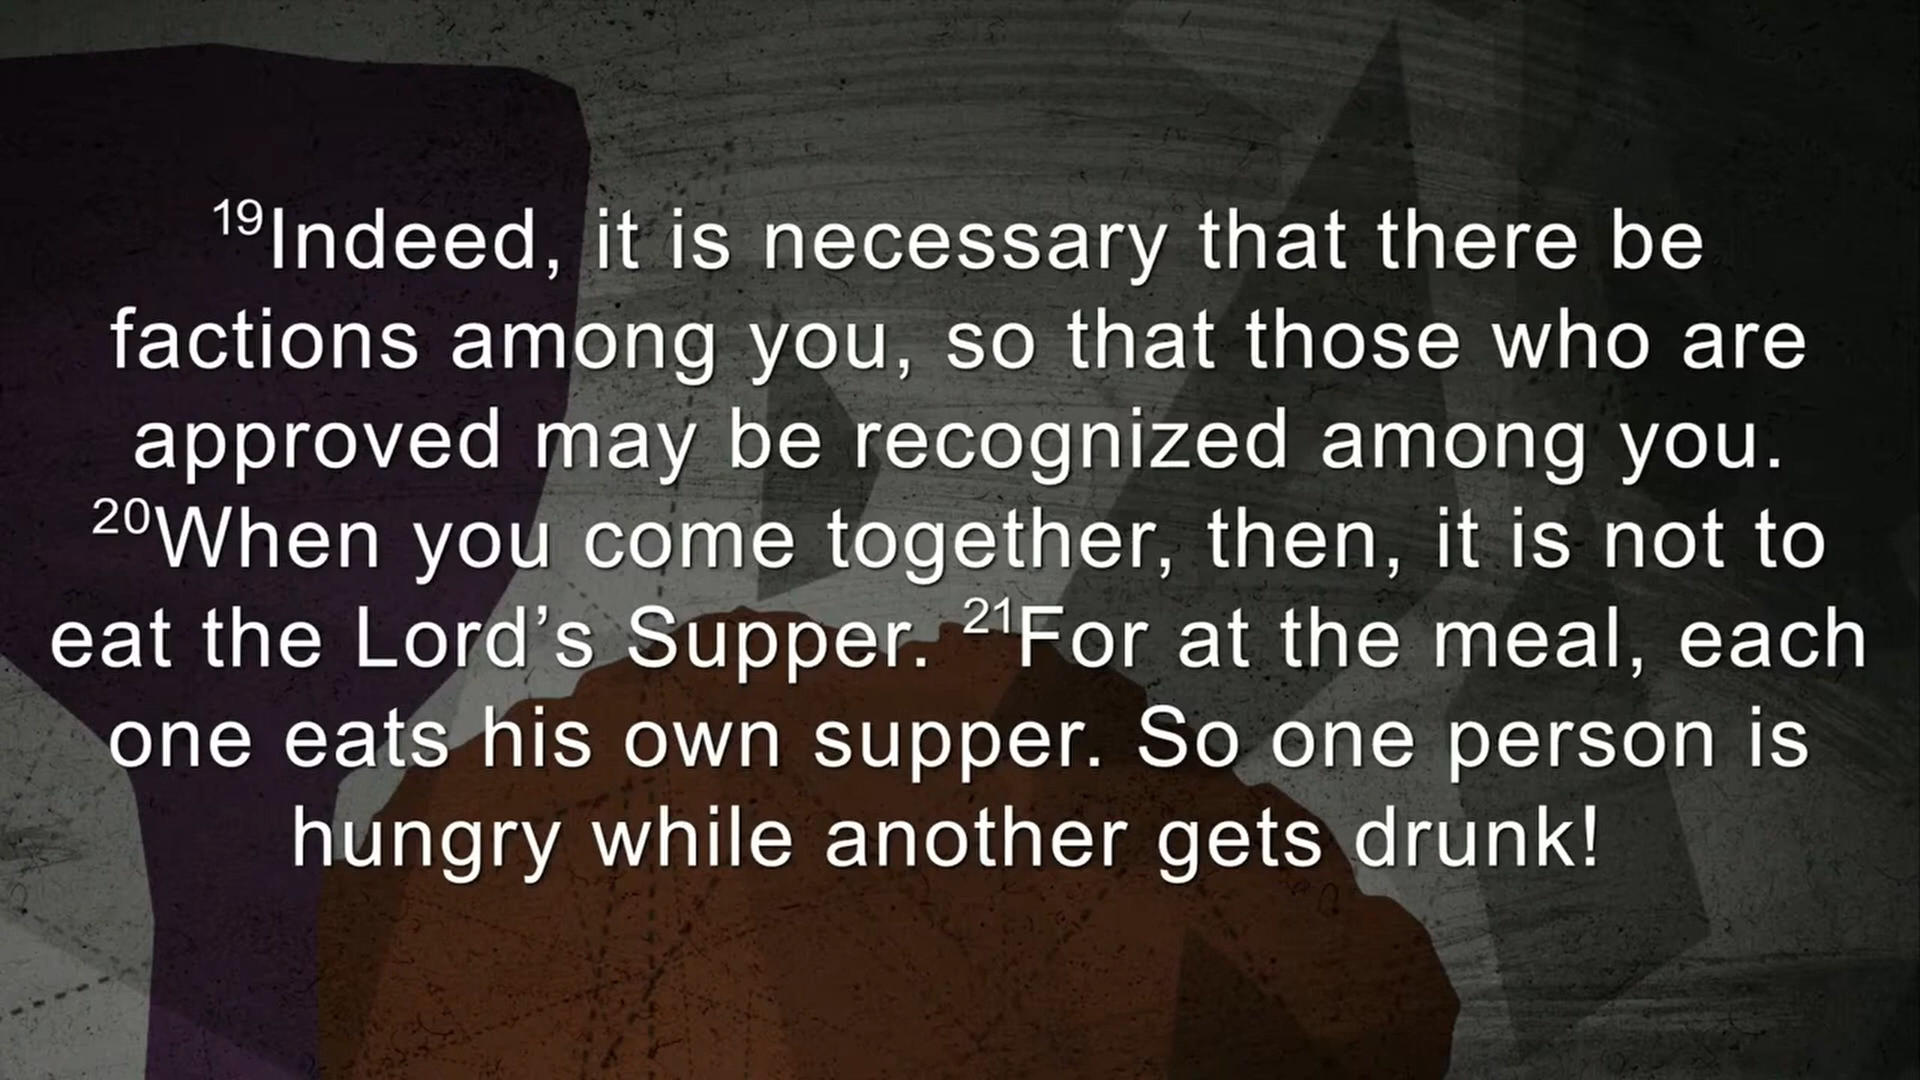 ¹⁹Indeed, it is necessary that there be
factions among you, so that those who are
approved may be recognized among you.
²⁰When you come together, then, it is not to
eat the Lord’s Supper. ²¹For at the meal, each
one eats his own supper. So one person is
hungry while another gets drunk!